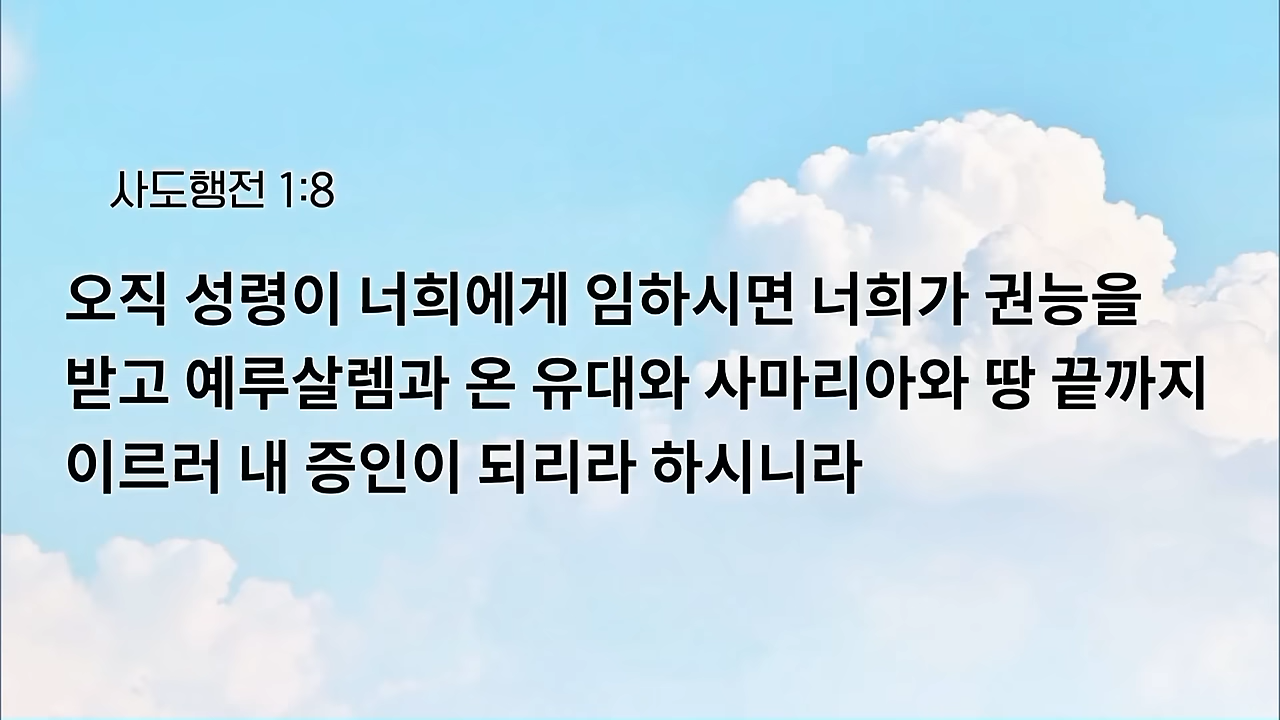 사도행전 1:8
오직 성령이 너희에게 임하시면 너희가 권능을
받고 예루살렘과 온 유대와 사마리아와 땅 끝까지
이르러 내 증인이 되리라 하시니라